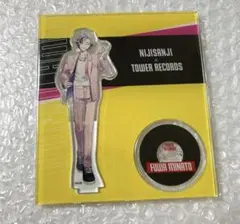 NIJISANJI
×
TOWER RECORDS
FUWA MINATO